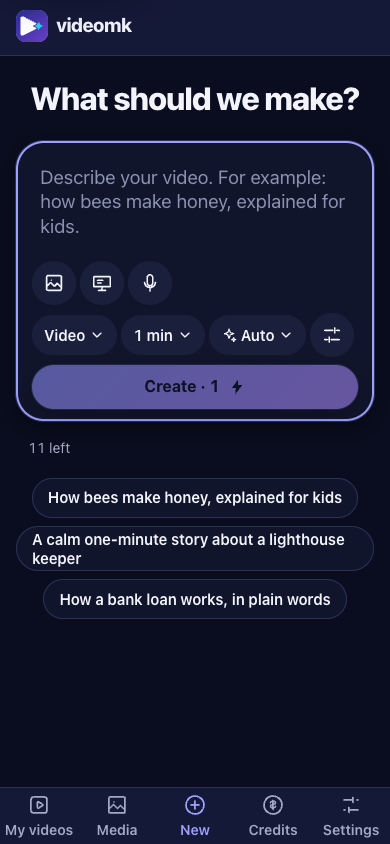 videomk
What should we make?
Describe your video. For example:
how bees make honey, explained for
kids.
Video
1 min
Auto
Create · 1
11 left
How bees make honey, explained for kids
A calm one-minute story about a lighthouse
keeper
How a bank loan works, in plain words
My videos
Media
New
Credits
Settings